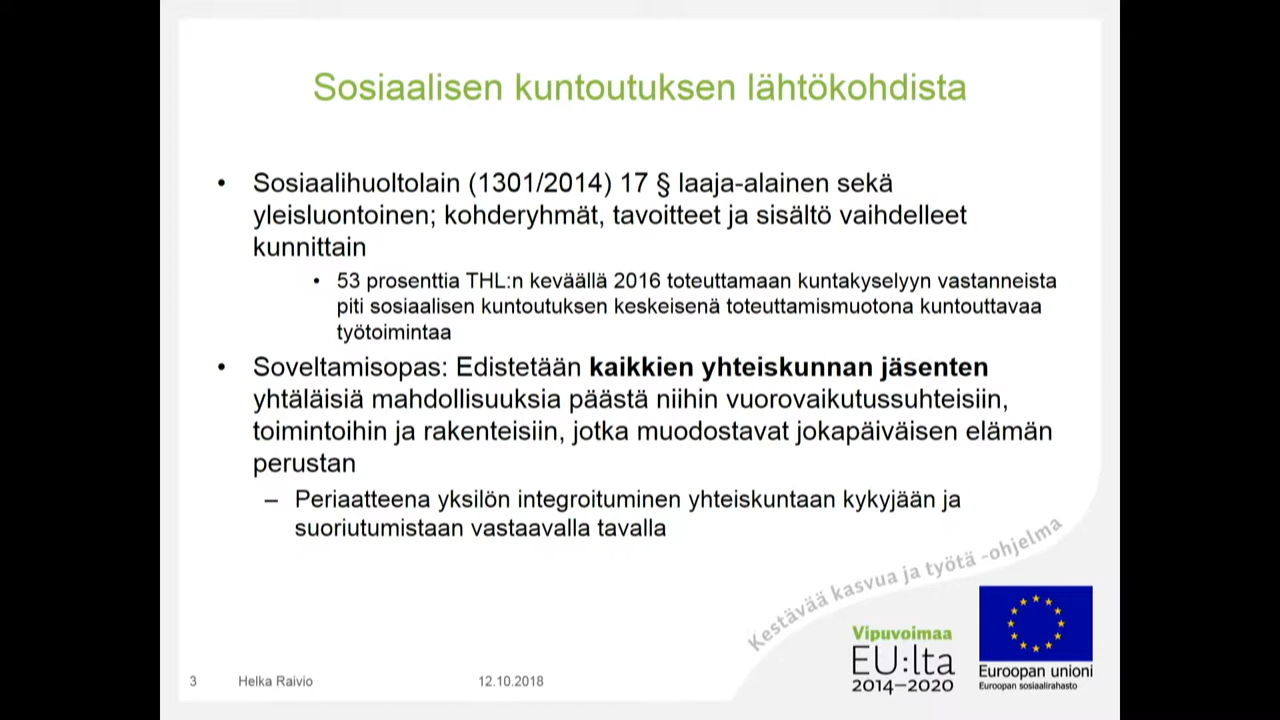 Sosiaalisen kuntoutuksen lähtökohdista
• Sosiaalihuoltolain (1301/2014) 17 § laaja-alainen sekä
yleisluontoinen; kohderyhmät, tavoitteet ja sisältö vaihdelleet
kunnittain
• 53 prosenttia THL:n keväällä 2016 toteuttamaan kuntakyselyyn vastanneista
piti sosiaalisen kuntoutuksen keskeisenä toteuttamismuotona kuntouttavaa
työtoimintaa
• Soveltamisopas: Edistetään kaikkien yhteiskunnan jäsenten
yhtäläisiä mahdollisuuksia päästä niihin vuorovaikutussuhteisiin,
toimintoihin ja rakenteisiin, jotka muodostavat jokapäiväisen elämän
perustan
– Periaatteena yksilön integroituminen yhteiskuntaan kykyjään ja
suoriutumistaan vastaavalla tavalla
Kestävää kasvua ja työtä -ohjelma
Vipuvoimaa
EU:lta
2014–2020
Euroopan unioni
Euroopan sosiaalirahasto
3 Helka Raivio 12.10.2018